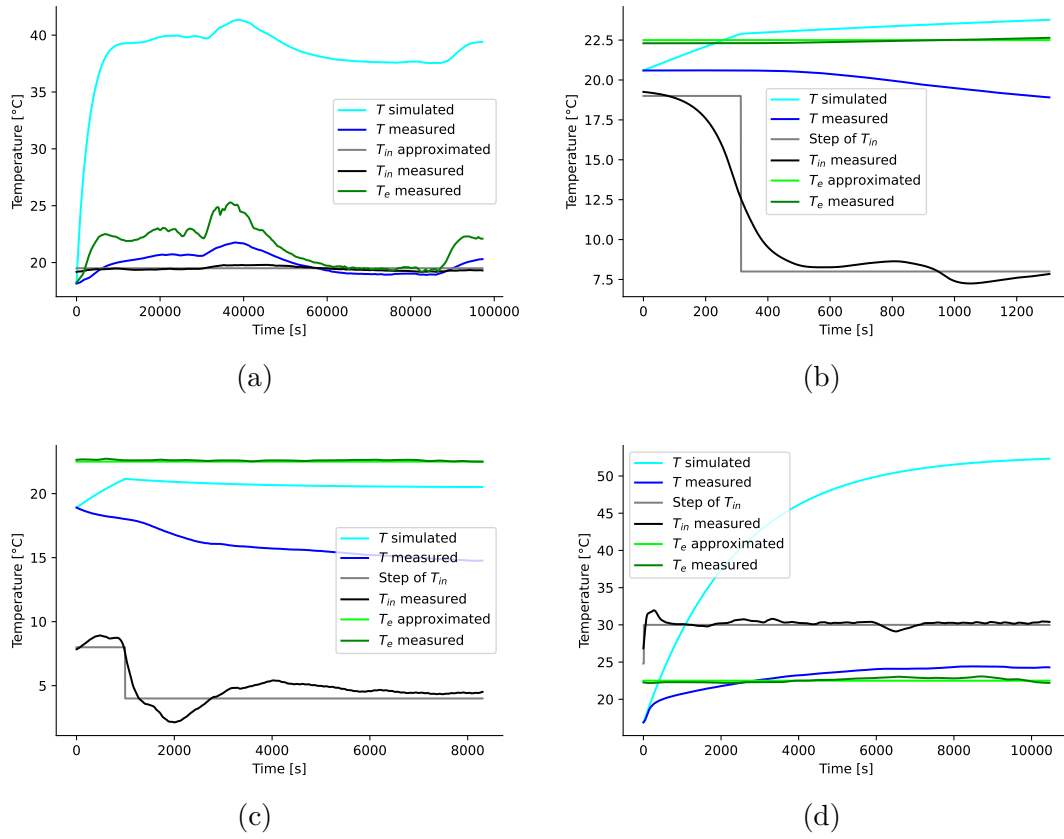 40
35
30
25
20
Temperature [°C]
T simulated
T measured
T_in approximated
T_in measured
T_e measured
0
20000
40000
60000
80000
100000
Time [s]
(a)
22.5
20.0
17.5
15.0
12.5
10.0
7.5
Temperature [°C]
T simulated
T measured
Step of T_in
T_in measured
T_e approximated
T_e measured
0
200
400
600
800
1000
1200
Time [s]
(b)
20
15
10
5
Temperature [°C]
T simulated
T measured
Step of T_in
T_in measured
T_e approximated
T_e measured
0
2000
4000
6000
8000
Time [s]
(c)
50
45
40
35
30
25
20
Temperature [°C]
T simulated
T measured
Step of T_in
T_in measured
T_e approximated
T_e measured
0
2000
4000
6000
8000
10000
Time [s]
(d)